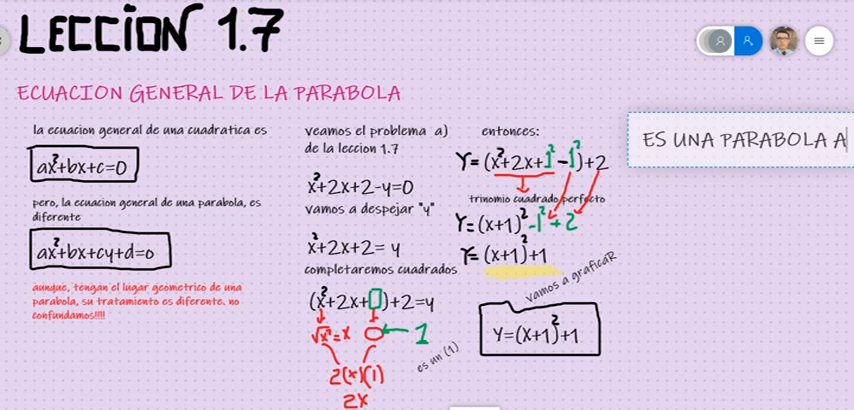 LECCION 1.7
ECUACION GENERAL DE LA PARABOLA
la ecuacion general de una cuadratica es
ax²+bx+c=0
pero, la ecuacion general de una parabola, es
diferente
ax²+bx+cy+d=0
aunque, tengan el lugar geometrico de una
parabola, su tratamiento es diferente. no
confundamos!!!!
veamos el problema a)
de la leccion 1.7
x²+2x+2-y=0
vamos a despejar "y"
x²+2x+2=y
completaremos cuadrados
(x²+2x+□)+2=y
√x²=x
1
es un (1)
2(x)(1)
2x
entonces:
Y=(x²+2x+1²-1²)+2
trinomio cuadrado perfecto
Y=(x+1)²-1²+2
Y=(x+1)²+1
vamos a graficaR
Y=(x+1)²+1
ES UNA PARABOLA A